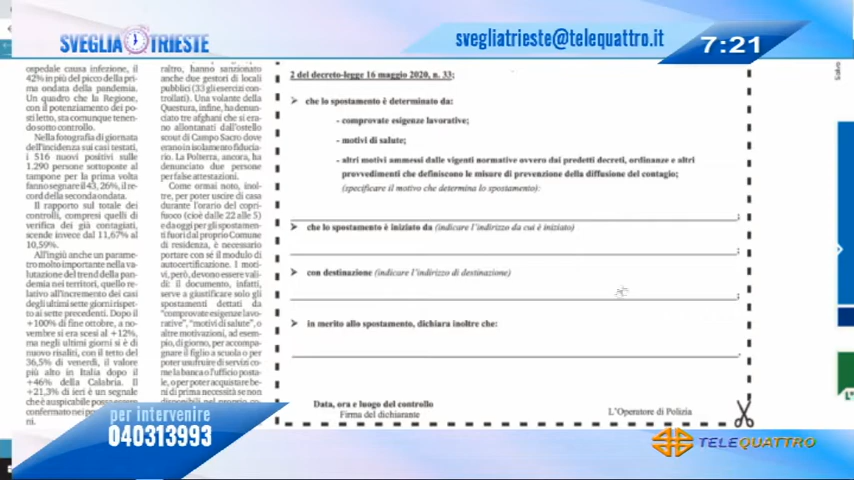 SVEGLIA TRIESTE
svegliatrieste@telequattro.it
7:21
ospedale causa infezione, il
42% in più del picco della pri-
ma ondata della pandemia.
Un quadro che la Regione,
con il potenziamento dei po-
sti letto, sta comunque tenen-
do sotto controllo.
Nella fotografia di giornata
dell'incidenza sui casi testati,
i 516 nuovi positivi sulle
1.290 persone sottoposte al
tampone per la prima volta
fanno segnare il 43,26%, il re-
cord della seconda ondata.
Il rapporto sul totale dei
controlli, compresi quelli di
verifica dei già contagiati,
scende invece dal 11,67% al
10,59%.
All'ingiù anche un parame-
tro molto importante nella va-
lutazione del trend della pan-
demia nei territori, quello re-
lativo all'incremento dei casi
degli ultimi sette giorni rispet-
to ai sette precedenti. Dopo il
+100% di fine ottobre, a no-
vembre si era scesi al +12%,
ma negli ultimi giorni si è di
nuovo risaliti, con il tetto del
36,5% di venerdì, il valore
più alto in Italia dopo il
+46% della Calabria. Il
+21,3% di ieri è un segnale
che è auspicabile possa essere
confermato nei
ni.
raltro, hanno sanzionato
anche due gestori di locali
pubblici (33 gli esercizi con-
trollati). Una volante della
Questura, infine, ha denun-
ciato tre afghani che si era-
no allontanati dall'ostello
scout di Campo Sacro dove
erano in isolamento fiducia-
rio. La Polterra, ancora, ha
denunciato due persone
per false attestazioni.
Come ormai noto, inol-
tre, per poter uscire di casa
durante l'orario del copri-
fuoco (cioè dalle 22 alle 5)
e da oggi per gli spostamen-
ti fuori dal proprio Comune
di residenza, è necessario
portare con sé il modulo di
autocertificazione. I moti-
vi, però, devono essere vali-
di: il documento, infatti,
serve a giustificare solo gli
spostamenti dettati da
"comprovate esigenze lavo-
rative", "motivi di salute", o
altre motivazioni, ad esem-
pio, di giorno, per accompa-
gnare il figlio a scuola o per
poter usufruire di servizi co-
me la banca o l'ufficio posta-
le, o per poter acquistare be-
ni di prima necessità se non
disponibili nel proprio co-
2 del decreto-legge 16 maggio 2020, n. 33;
➢ che lo spostamento è determinato da:
- comprovate esigenze lavorative;
- motivi di salute;
- altri motivi ammessi dalle vigenti normative ovvero dai predetti decreti, ordinanze e altri
provvedimenti che definiscono le misure di prevenzione della diffusione del contagio;
(specificare il motivo che determina lo spostamento):
;
➢ che lo spostamento è iniziato da (indicare l'indirizzo da cui è iniziato)
;
➢ con destinazione (indicare l'indirizzo di destinazione)
;
➢ in merito allo spostamento, dichiara inoltre che:
.
Data, ora e luogo del controllo
Firma del dichiarante
L'Operatore di Polizia
per intervenire
040313993
TELEQUATTRO